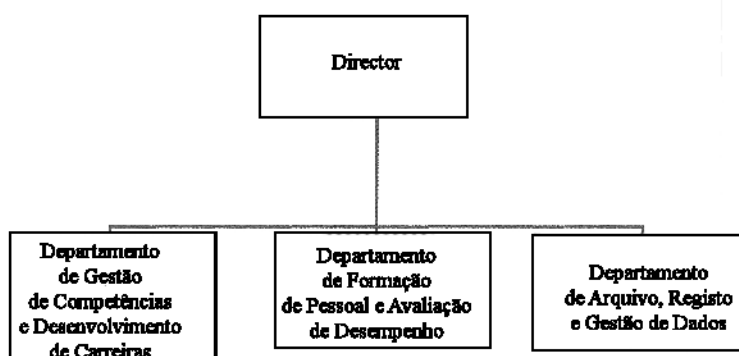 Director
Departamento
de Gestão
de Competências
e Desenvolvimento
de Carreiras
Departamento
de Formação
de Pessoal e Avaliação
de Desempenho
Departamento
de Arquivo, Registo
e Gestão de Dados